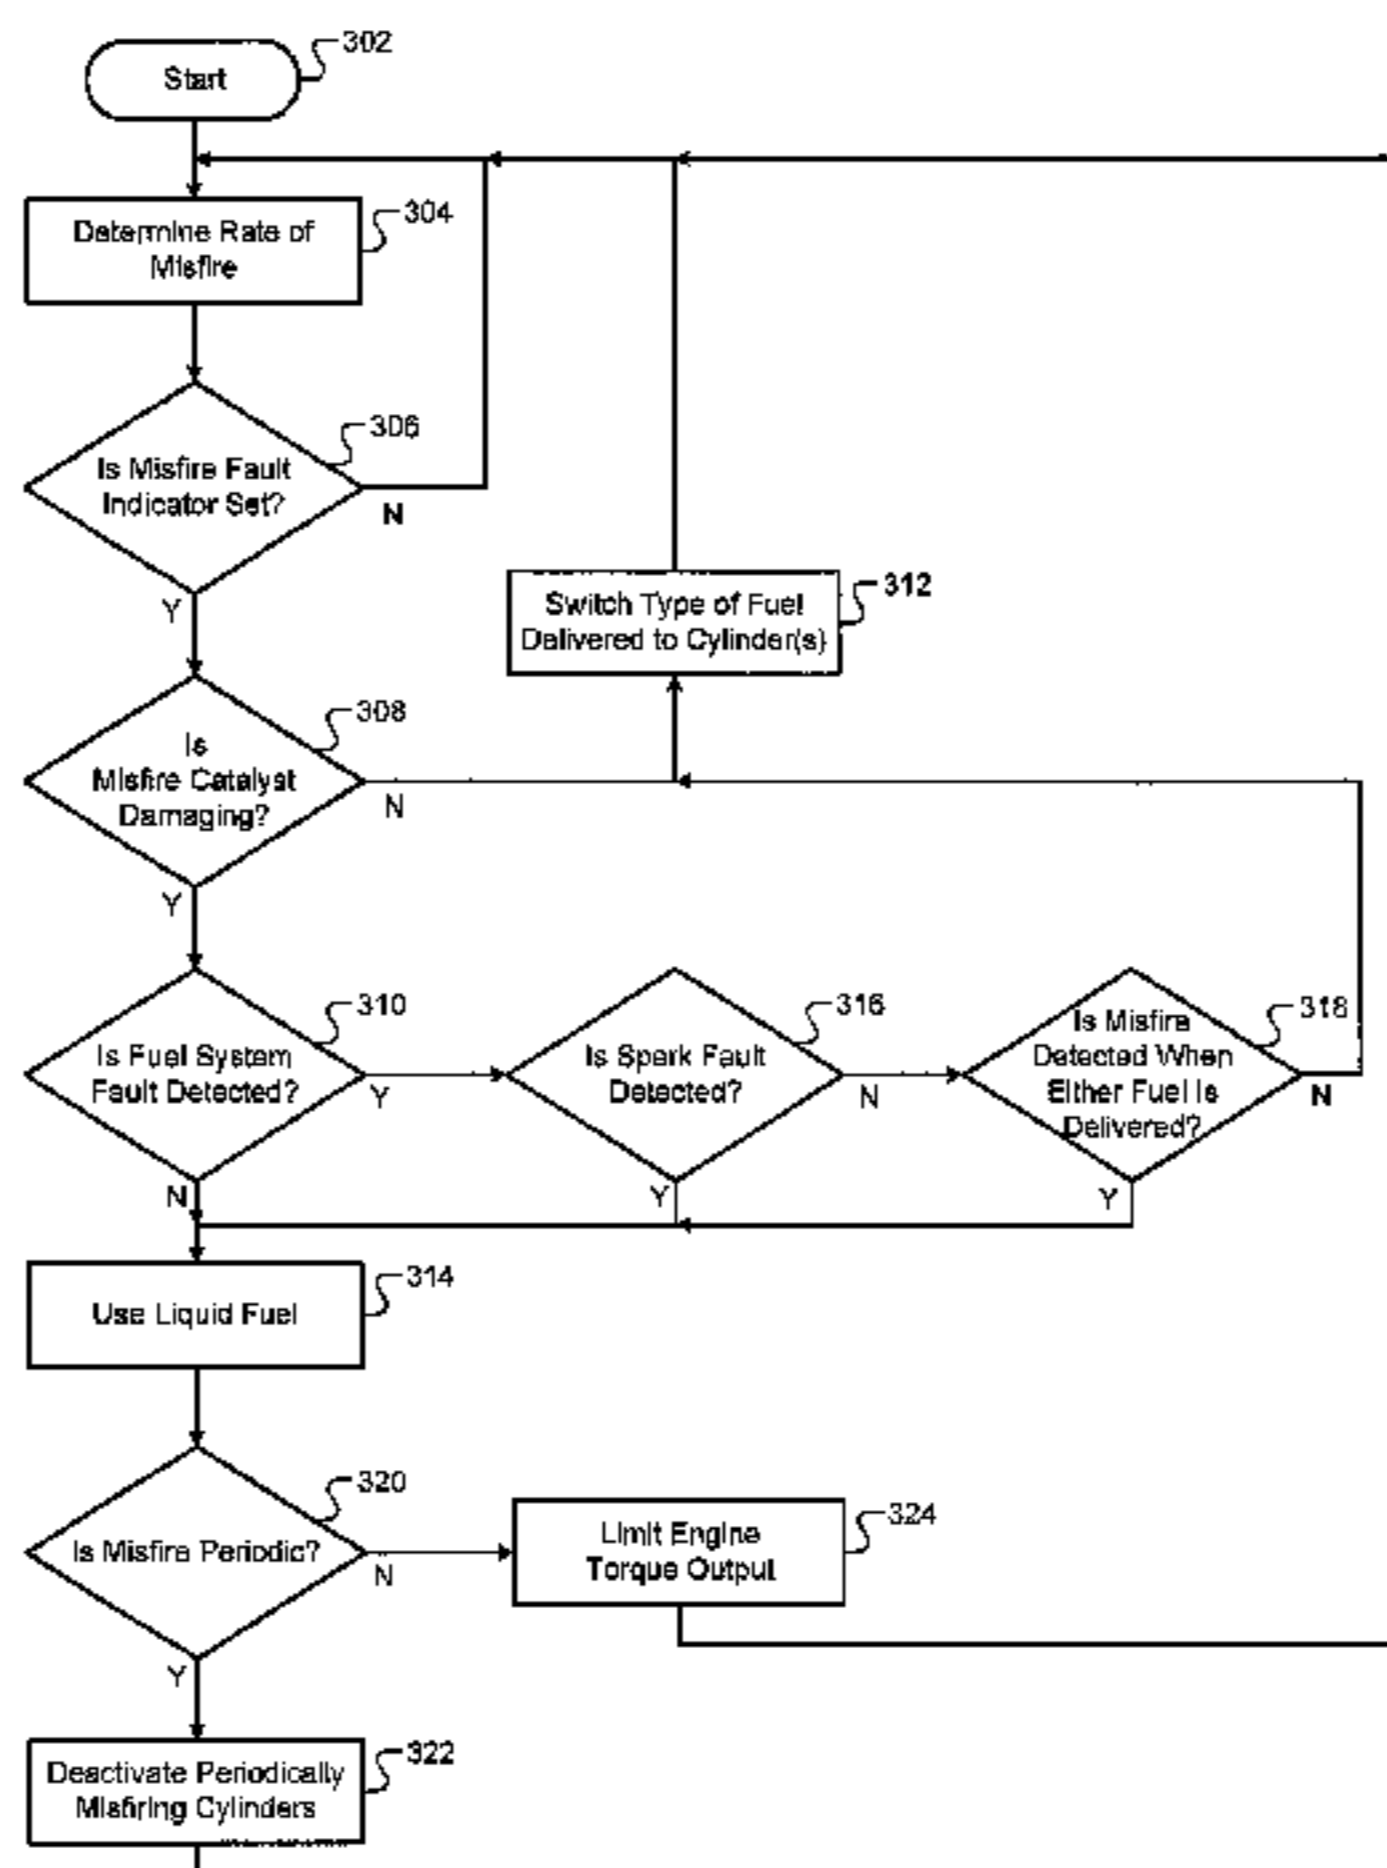 302
Start
304
Determine Rate of
Misfire
306
Is Misfire Fault
Indicator Set?
N
Y
312
Switch Type of Fuel
Delivered to Cylinder(s)
308
Is
Misfire Catalyst
Damaging?
N
Y
310
Is Fuel System
Fault Detected?
Y
N
316
Is Spark Fault
Detected?
N
Y
318
Is Misfire
Detected When
Either Fuel Is
Delivered?
N
Y
314
Use Liquid Fuel
320
Is Misfire Periodic?
N
Y
324
Limit Engine
Torque Output
322
Deactivate Periodically
Misfiring Cylinders